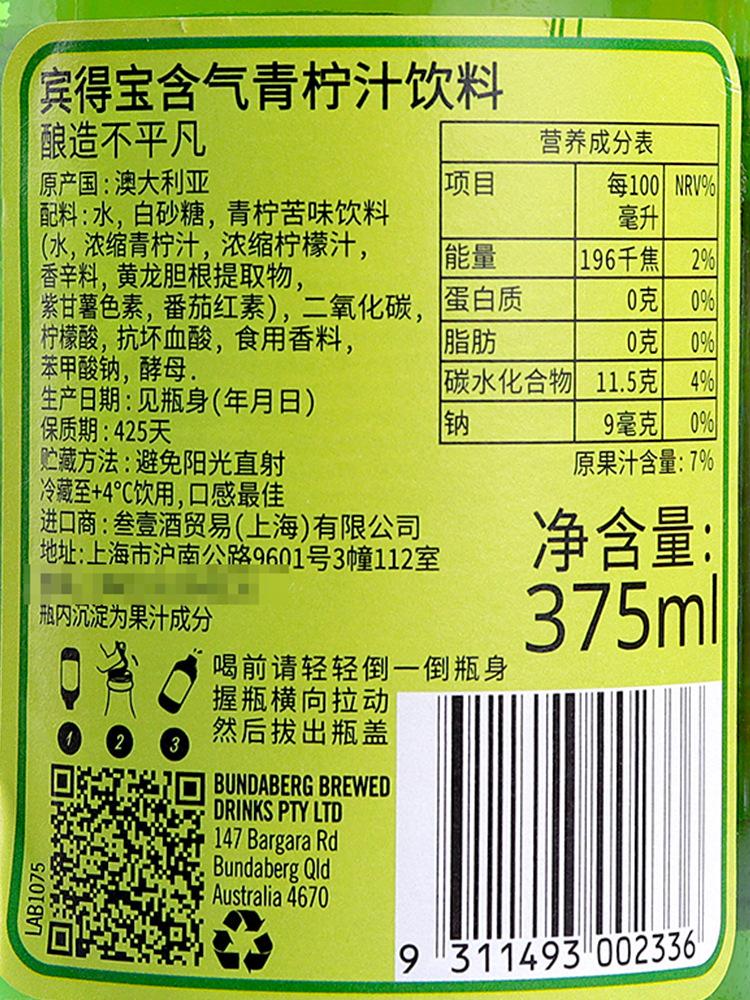 宾得宝含气青柠汁饮料
酿造不平凡
原产国:澳大利亚
配料:水, 白砂糖, 青柠苦味饮料
(水, 浓缩青柠汁, 浓缩柠檬汁,
香辛料, 黄龙胆根提取物,
紫甘薯色素, 番茄红素), 二氧化碳,
柠檬酸, 抗坏血酸, 食用香料,
苯甲酸钠, 酵母.
生产日期:见瓶身(年月日)
保质期:425天
贮藏方法:避免阳光直射
冷藏至+4°C饮用,口感最佳
进口商:叁壹酒贸易(上海)有限公司
地址:上海市沪南公路9601号3幢112室
瓶内沉淀为果汁成分
营养成分表
项目 每100毫升 NRV%
能量 196千焦 2%
蛋白质 0克 0%
脂肪 0克 0%
碳水化合物 11.5克 4%
钠 9毫克 0%
原果汁含量:7%
净含量:
375ml
1 2 3
喝前请轻轻倒一倒瓶身
握瓶横向拉动
然后拔出瓶盖
BUNDABERG BREWED
DRINKS PTY LTD
147 Bargara Rd
Bundaberg Qld
Australia 4670
LAB1075
9 311493 002336